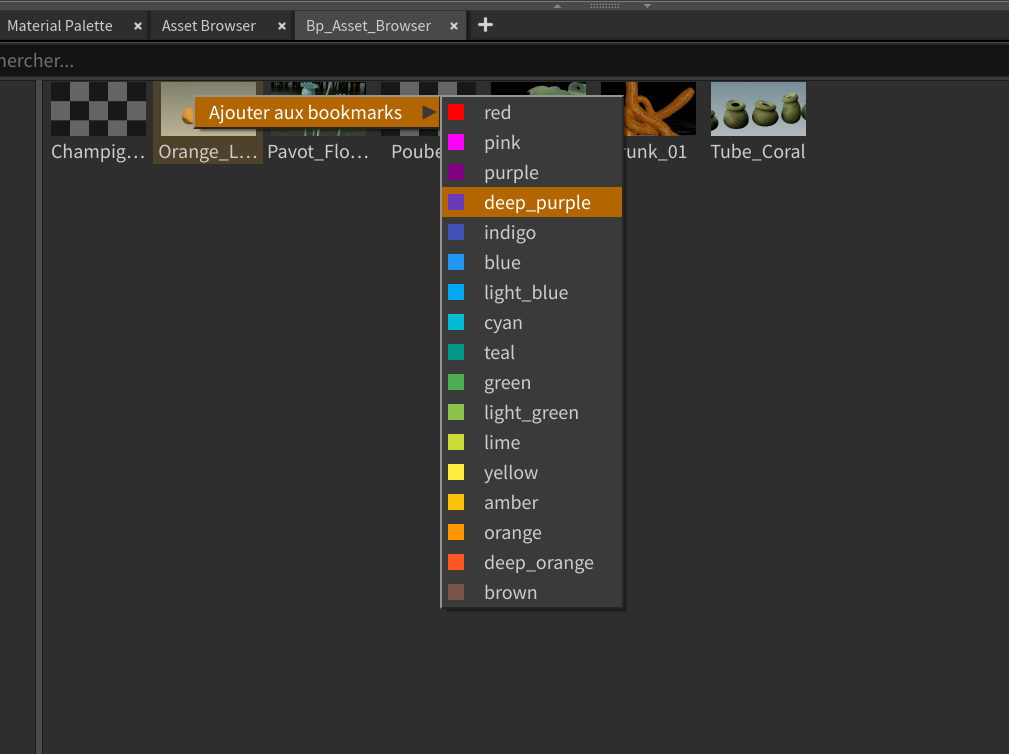 Material Palette × Asset Browser × Bp_Asset_Browser × +
hercher...
Ajouter aux bookmarks
Champig... Orange_L... Pavot_Flo... Poube unk_01 Tube_Coral
red
pink
purple
deep_purple
indigo
blue
light_blue
cyan
teal
green
light_green
lime
yellow
amber
orange
deep_orange
brown